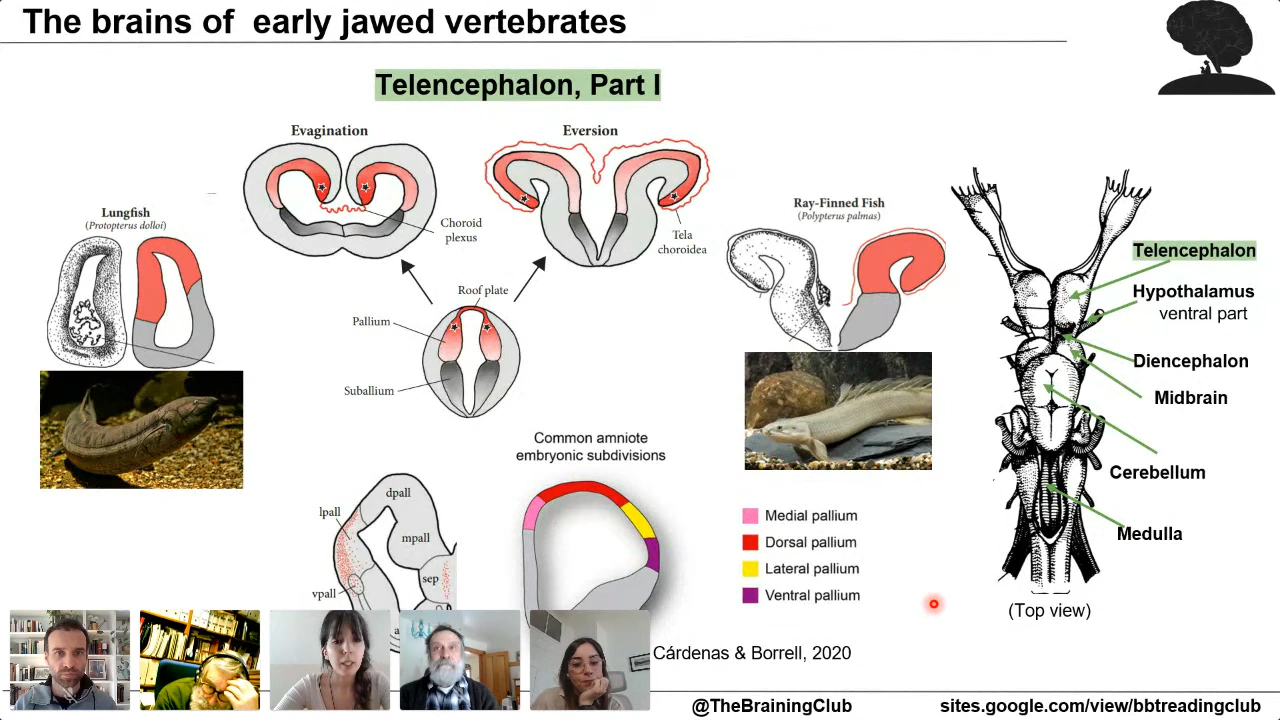 The brains of  early jawed vertebrates
Telencephalon, Part I
Evagination
Eversion
Lungfish
(Protopterus dolloi)
Choroid
plexus
Tela
choroidea
Ray-Finned Fish
(Polypterus palmas)
Roof plate
Pallium
Suballium
Telencephalon
Hypothalamus
ventral part
Diencephalon
Midbrain
Cerebellum
Medulla
(Top view)
Common amniote
embryonic subdivisions
dpall
lpall
mpall
sep
vpall
Medial pallium
Dorsal pallium
Lateral pallium
Ventral pallium
Cárdenas & Borrell, 2020
@TheBrainingClub
sites.google.com/view/bbtreadingclub